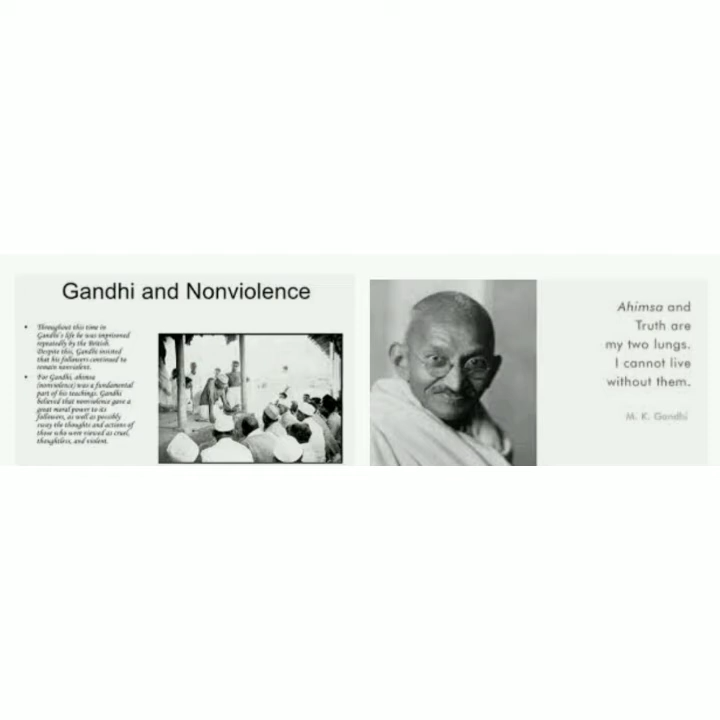 Gandhi and Nonviolence
• Throughout this time in
Gandhi's life he was imprisoned
repeatedly by the British.
Despite this, Gandhi insisted
that his followers continued to
remain nonviolent.
• For Gandhi, ahimsa
(nonviolence) was a fundamental
part of his teachings. Gandhi
believed that nonviolence gave a
great moral power to its
followers, as well as possibly
sway the thoughts and actions of
those who were viewed as cruel,
thoughtless, and violent.
Ahimsa and
Truth are
my two lungs.
I cannot live
without them.
M. K. Gandhi